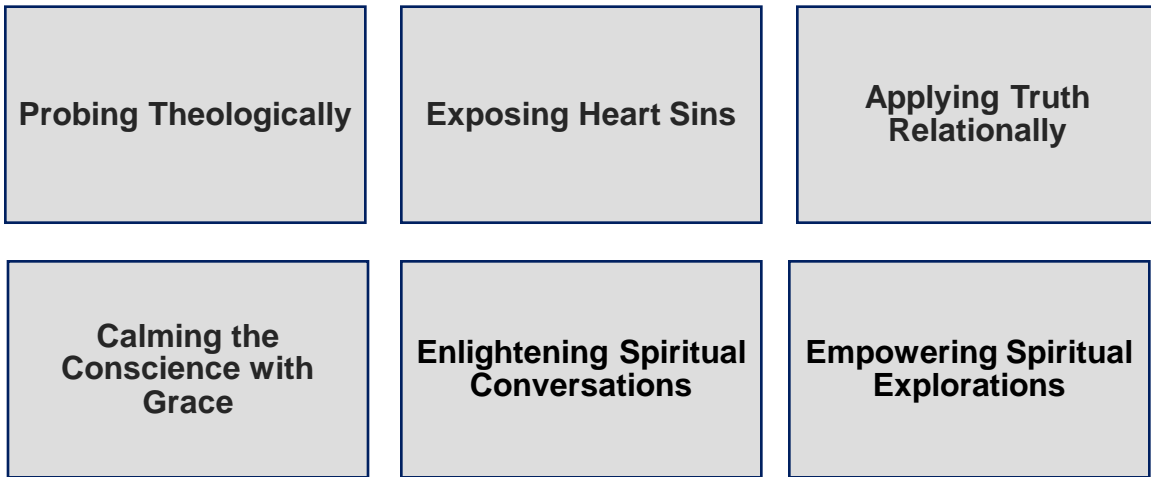 Probing Theologically
Exposing Heart Sins
Applying Truth
Relationally
Calming the
Conscience with
Grace
Enlightening Spiritual
Conversations
Empowering Spiritual
Explorations